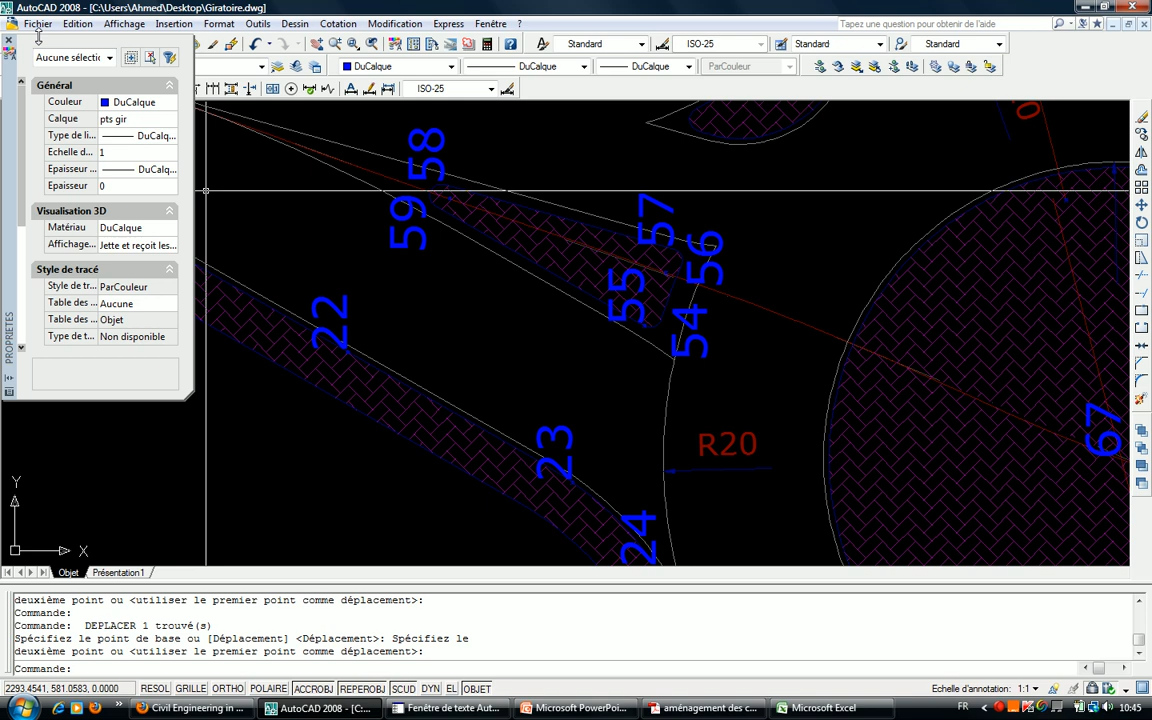 AutoCAD 2008 - [C:\Users\Ahmed\Desktop\Giratoire.dwg]
Fichier Edition Affichage Insertion Format Outils Dessin Cotation Modification Express Fenêtre ? Tapez une question pour obtenir de l'aide
Standard ISO-25 Standard Standard
DuCalque DuCalque DuCalque ParCouleur
ISO-25
Aucune sélectic
Général
Couleur DuCalque
Calque pts gir
Type de li... DuCalq...
Echelle d... 1
Epaisseur ... DuCalq...
Epaisseur 0
Visualisation 3D
Matériau DuCalque
Affichage... Jette et reçoit les...
Style de tracé
Style de tr... ParCouleur
Table des ... Aucune
Table des ... Objet
Type de t... Non disponible
PROPRIETES
58
59
57
56
55
54
22
23
24
67
R20
Y
X
Objet Présentation1
deuxième point ou <utiliser le premier point comme déplacement>:
Commande:
Commande: DEPLACER 1 trouvé(s)
Spécifiez le point de base ou [Déplacement] <Déplacement>: Spécifiez le
deuxième point ou <utiliser le premier point comme déplacement>:
Commande:
2293.4541, 581.0583, 0.0000 RESOL GRILLE ORTHO POLAIRE ACCROBJ REPEROBJ SCUD DYN EL OBJET Echelle d'annotation: 1:1
Civil Engineering in ... AutoCAD 2008 - [C:... Fenêtre de texte Aut... Microsoft PowerPoi... aménagement des c... Microsoft Excel FR 10:45